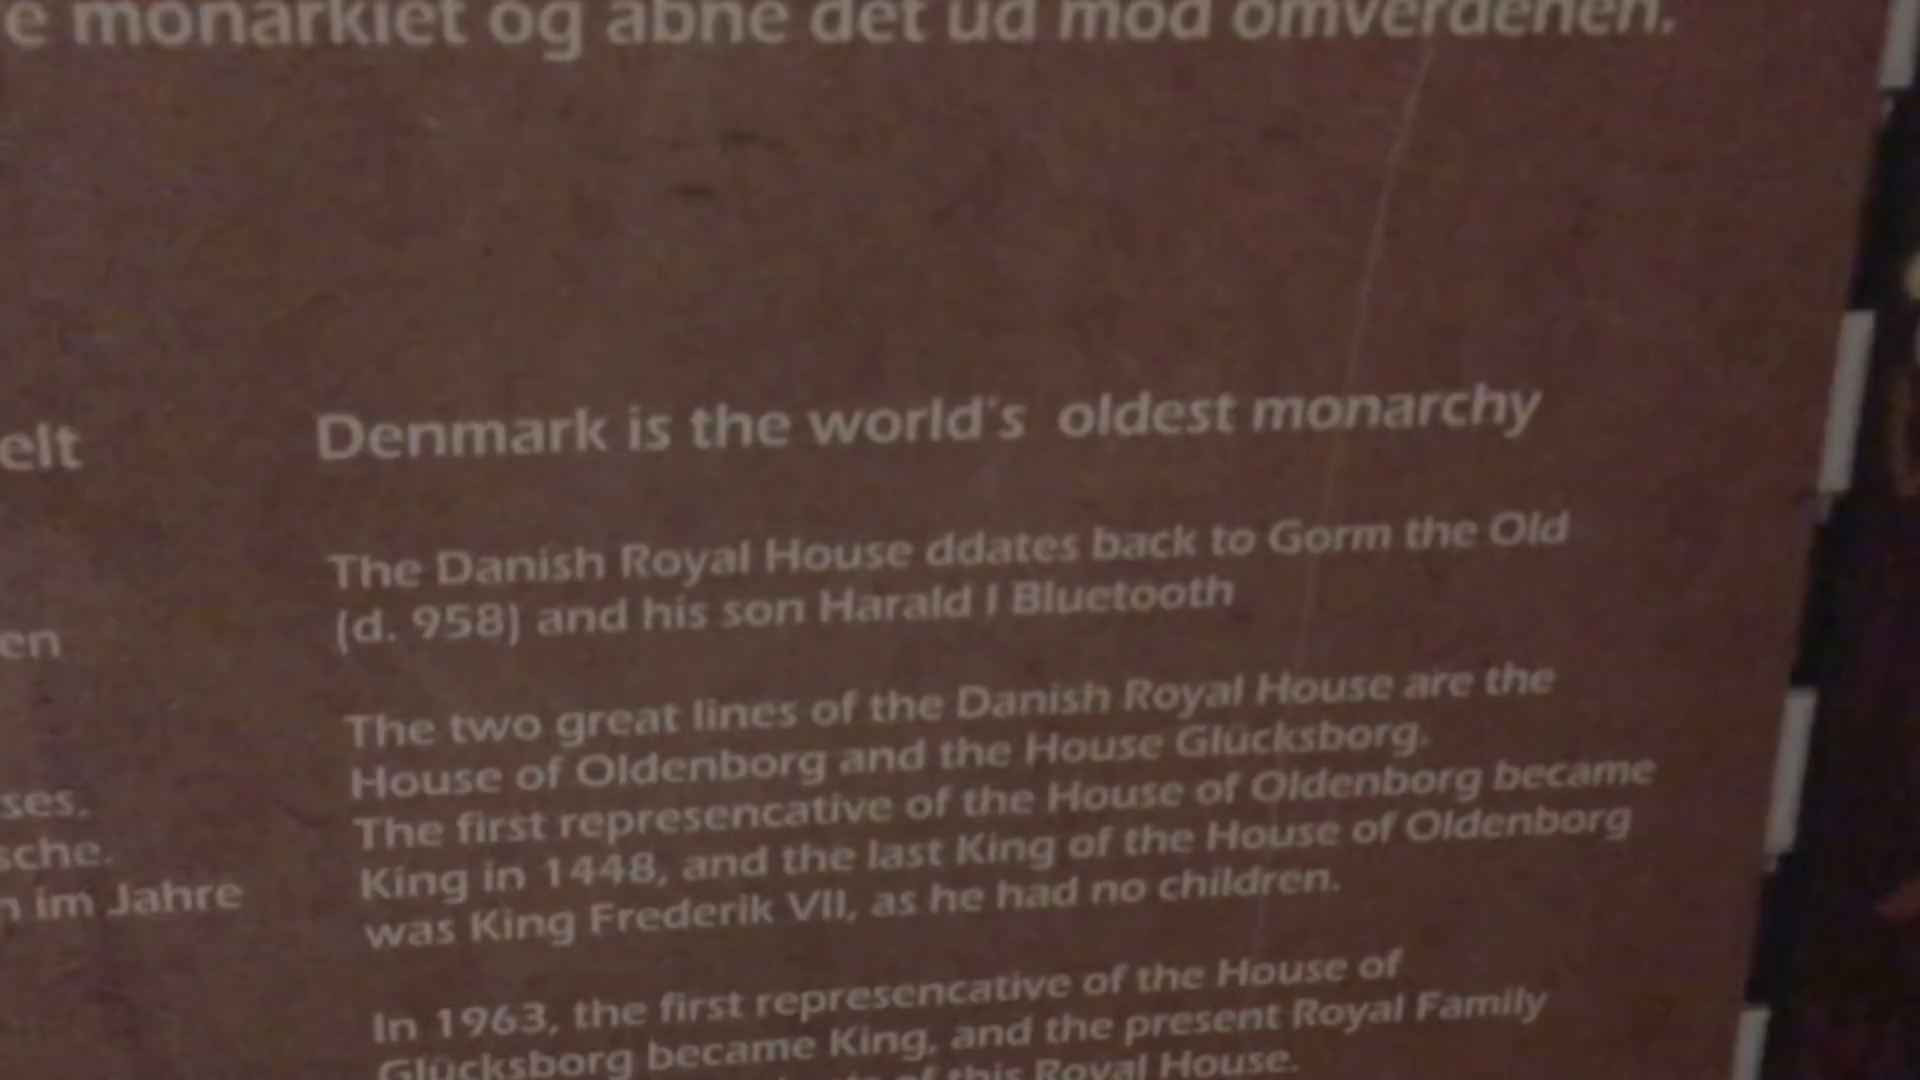 e monarkiet og åbne det ud mod omverdenen.
elt
en
ses.
sche.
n im Jahre
Denmark is the world's oldest monarchy
The Danish Royal House ddates back to Gorm the Old
(d. 958) and his son Harald I Bluetooth
The two great lines of the Danish Royal House are the
House of Oldenborg and the House Glücksborg.
The first represencative of the House of Oldenborg became
King in 1448, and the last King of the House of Oldenborg
was King Frederik VII, as he had no children.
In 1963, the first represencative of the House of
Glücksborg became King, and the present Royal Family
of this Royal House.